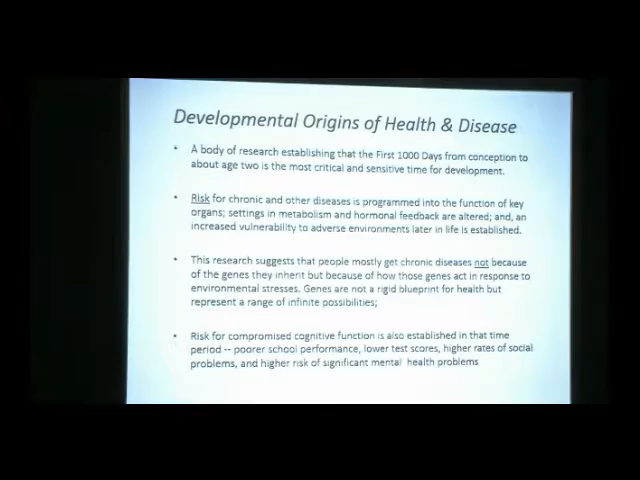 Developmental Origins of Health & Disease
• A body of research establishing that the First 1000 Days from conception to
about age two is the most critical and sensitive time for development.
• Risk for chronic and other diseases is programmed into the function of key
organs; settings in metabolism and hormonal feedback are altered; and, an
increased vulnerability to adverse environments later in life is established.
• This research suggests that people mostly get chronic diseases not because
of the genes they inherit but because of how those genes act in response to
environmental stresses. Genes are not a rigid blueprint for health but
represent a range of infinite possibilities;
• Risk for compromised cognitive function is also established in that time
period -- poorer school performance, lower test scores, higher rates of social
problems, and higher risk of significant mental health problems